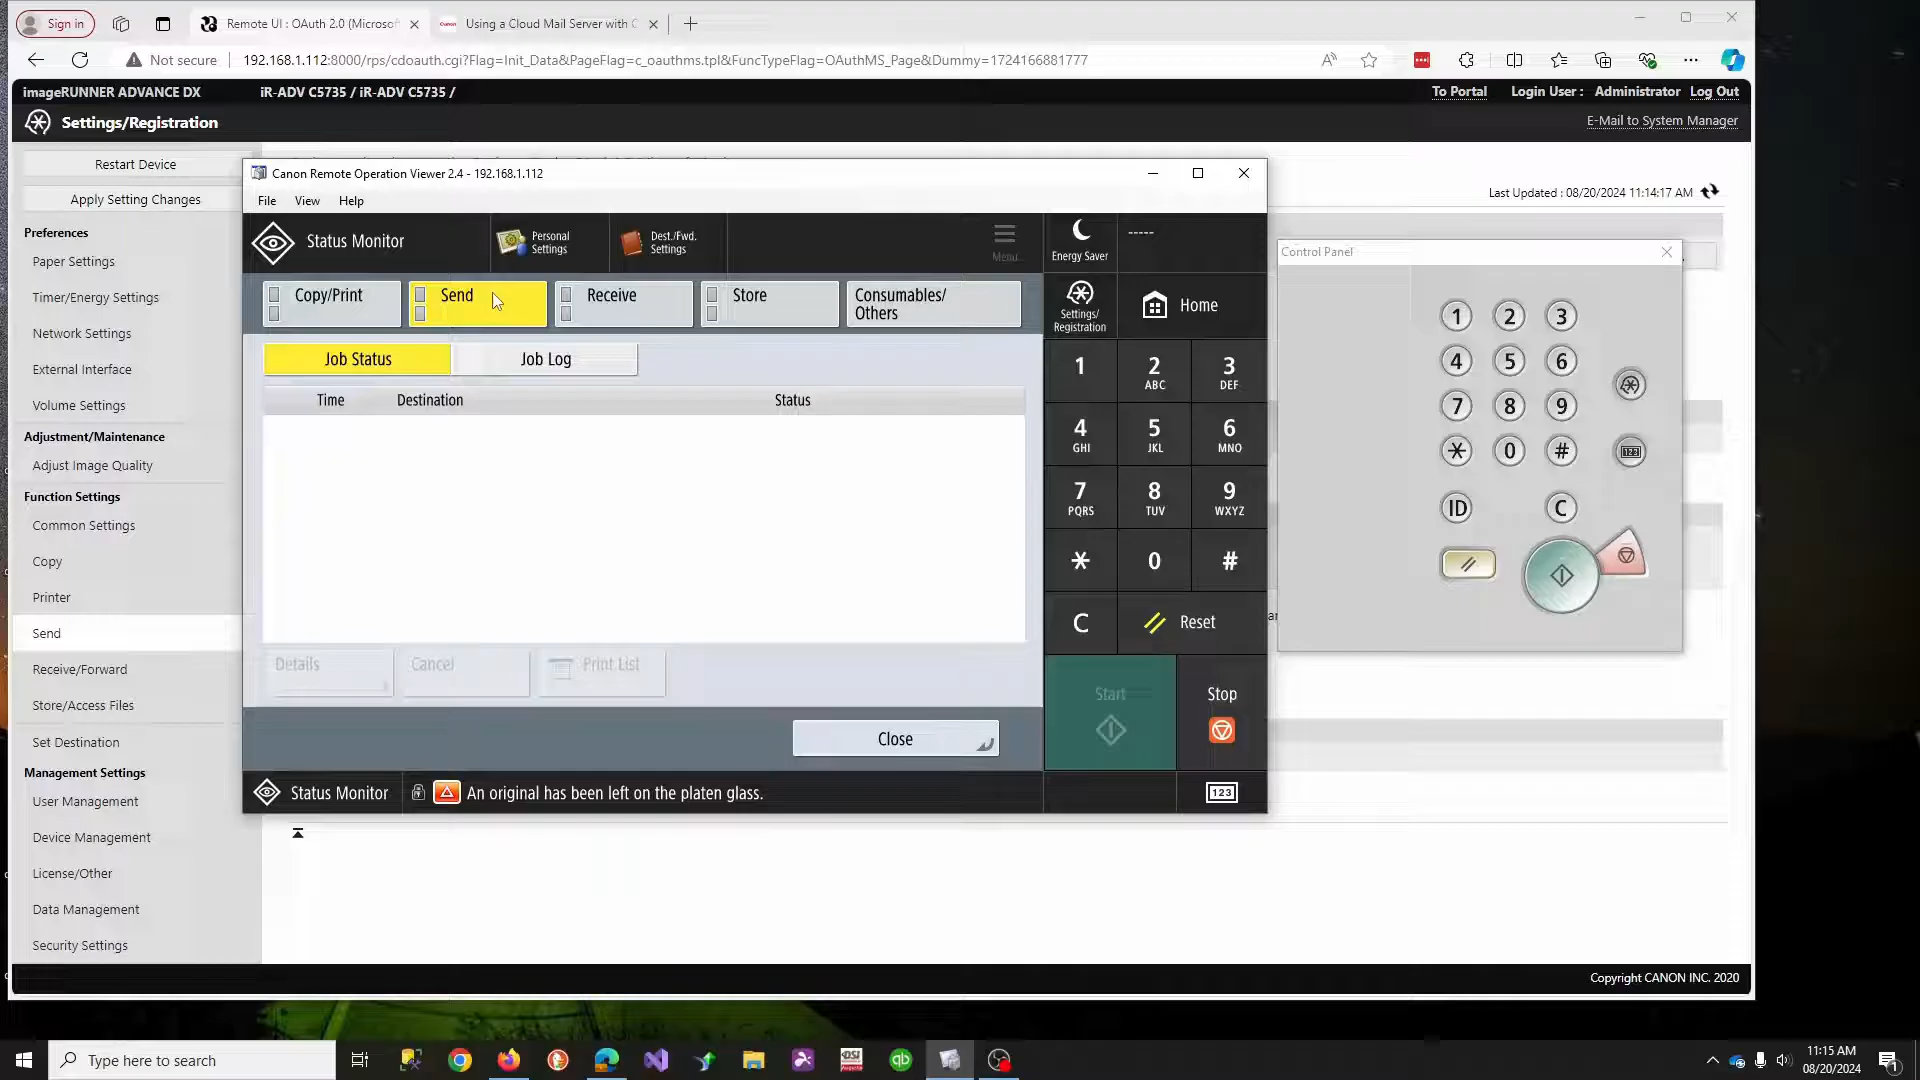 Sign in
Remote UI : OAuth 2.0 (Microsof
Canon
Using a Cloud Mail Server with C
Not secure
192.168.1.112:8000/rps/cdoauth.cgi?Flag=Init_Data&PageFlag=c_oauthms.tpl&FuncTypeFlag=OAuthMS_Page&Dummy=1724166881777
imageRUNNER ADVANCE DX
iR-ADV C5735 / iR-ADV C5735 /
To Portal
Login User :
Administrator
Log Out
Settings/Registration
E-Mail to System Manager
Restart Device
Apply Setting Changes
Preferences
Paper Settings
Timer/Energy Settings
Network Settings
External Interface
Volume Settings
Adjustment/Maintenance
Adjust Image Quality
Function Settings
Common Settings
Copy
Printer
Send
Receive/Forward
Store/Access Files
Set Destination
Management Settings
User Management
Device Management
License/Other
Data Management
Security Settings
Last Updated : 08/20/2024 11:14:17 AM
Canon Remote Operation Viewer 2.4 - 192.168.1.112
File
View
Help
Status Monitor
Personal
Settings
Dest./Fwd.
Settings
Menu
Energy Saver
-----
Copy/Print
Send
Receive
Store
Consumables/
Others
Settings/
Registration
Home
Job Status
Job Log
Time
Destination
Status
1
2
ABC
3
DEF
4
GHI
5
JKL
6
MNO
7
PQRS
8
TUV
9
WXYZ
*
0
#
C
Reset
Details
Cancel
Print List
Start
Stop
Close
Status Monitor
An original has been left on the platen glass.
123
Control Panel
1
2
3
4
5
6
7
8
9
*
0
#
123
ID
C
Copyright CANON INC. 2020
Type here to search
qb
11:15 AM
08/20/2024
1